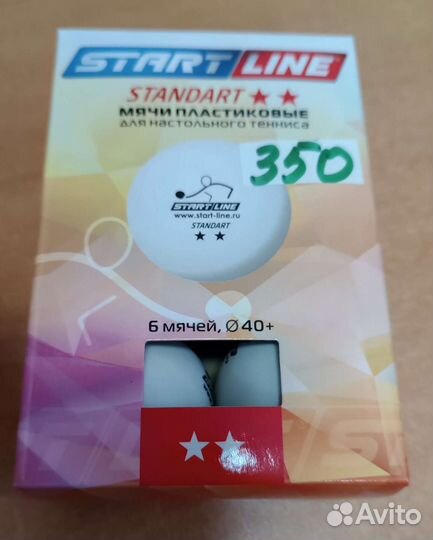 START LINE
STANDART ★★
МЯЧИ ПЛАСТИКОВЫЕ
ДЛЯ НАСТОЛЬНОГО ТЕННИСА
350
START LINE
www.start-line.ru
STANDART
★★
6 мячей, Ø40+
★★
Avito